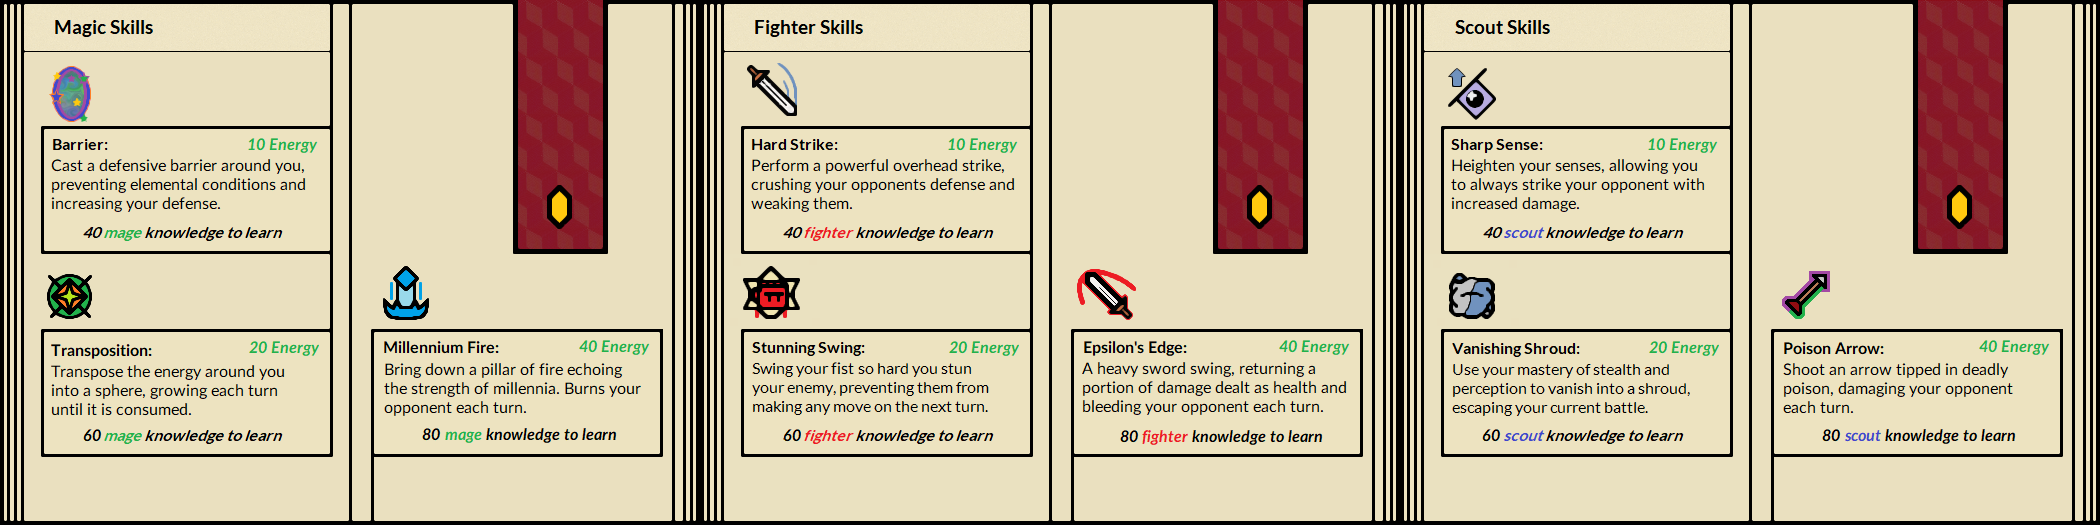 Magic Skills
Barrier:
10 Energy
Cast a defensive barrier around you,
preventing elemental conditions and
increasing your defense.
40 mage knowledge to learn
Transposition:
20 Energy
Transpose the energy around you
into a sphere, growing each turn
until it is consumed.
60 mage knowledge to learn
Millennium Fire:
40 Energy
Bring down a pillar of fire echoing
the strength of millennia. Burns your
opponent each turn.
80 mage knowledge to learn
Fighter Skills
Hard Strike:
10 Energy
Perform a powerful overhead strike,
crushing your opponents defense and
weaking them.
40 fighter knowledge to learn
Stunning Swing:
20 Energy
Swing your fist so hard you stun
your enemy, preventing them from
making any move on the next turn.
60 fighter knowledge to learn
Epsilon's Edge:
40 Energy
A heavy sword swing, returning a
portion of damage dealt as health and
bleeding your opponent each turn.
80 fighter knowledge to learn
Scout Skills
Sharp Sense:
10 Energy
Heighten your senses, allowing you
to always strike your opponent with
increased damage.
40 scout knowledge to learn
Vanishing Shroud:
20 Energy
Use your mastery of stealth and
perception to vanish into a shroud,
escaping your current battle.
60 scout knowledge to learn
Poison Arrow:
40 Energy
Shoot an arrow tipped in deadly
poison, damaging your opponent
each turn.
80 scout knowledge to learn